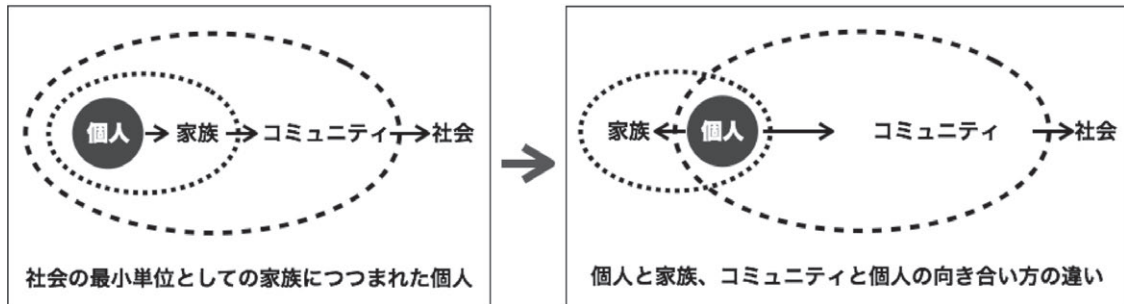 個人 家族 コミュニティ 社会
社会の最小単位としての家族につつまれた個人
家族 個人 コミュニティ 社会
個人と家族、コミュニティと個人の向き合い方の違い